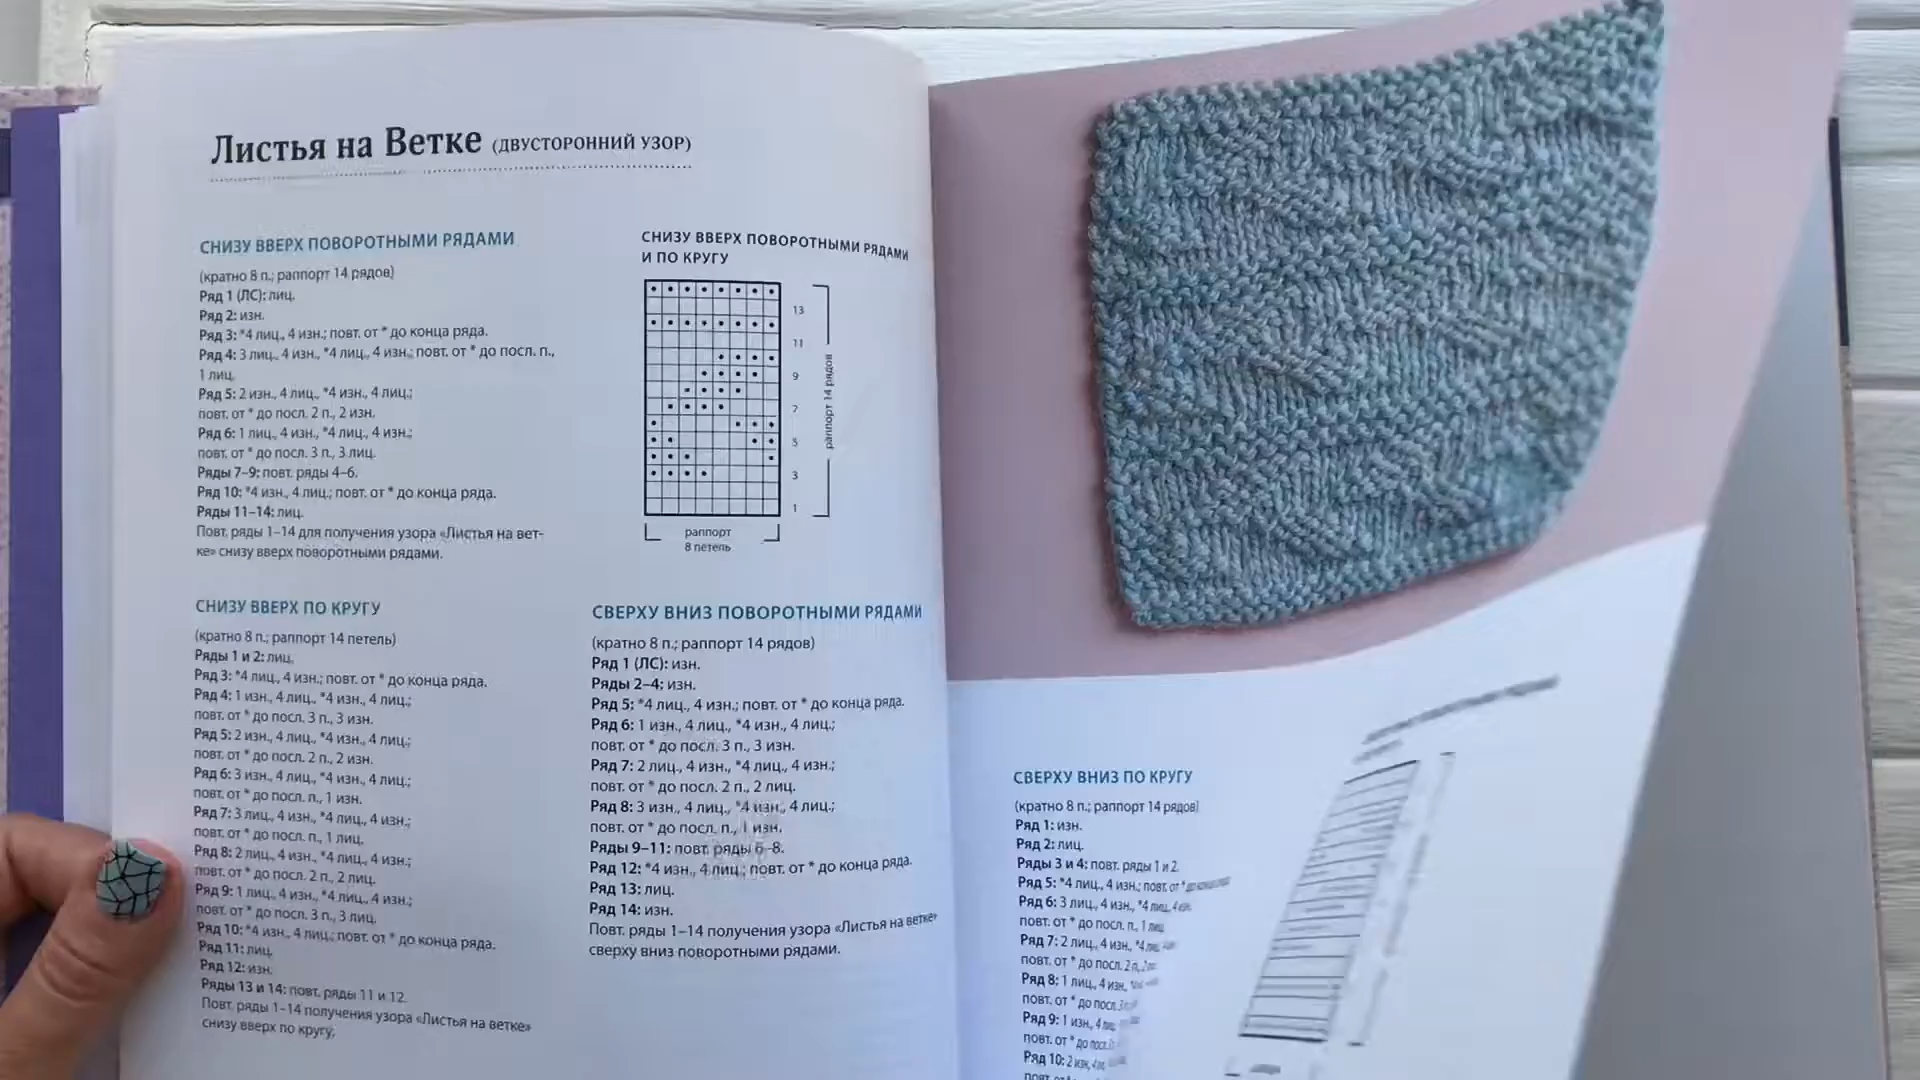 Листья на Ветке (ДВУСТОРОННИЙ УЗОР)
СНИЗУ ВВЕРХ ПОВОРОТНЫМИ РЯДАМИ
(кратно 8 п.; раппорт 14 рядов)
Ряд 1 (ЛС): лиц.
Ряд 2: изн.
Ряд 3: *4 лиц., 4 изн.; повт. от * до конца ряда.
Ряд 4: 3 лиц., 4 изн., *4 лиц., 4 изн.; повт. от * до посл. п.,
1 лиц.
Ряд 5: 2 изн., 4 лиц., *4 изн., 4 лиц.;
повт. от * до посл. 2 п., 2 изн.
Ряд 6: 1 лиц., 4 изн., *4 лиц., 4 изн.;
повт. от * до посл. 3 п., 3 лиц.
Ряды 7–9: повт. ряды 4–6.
Ряд 10: *4 изн., 4 лиц.; повт. от * до конца ряда.
Ряды 11–14: лиц.
Повт. ряды 1–14 для получения узора «Листья на вет-
ке» снизу вверх поворотными рядами.
СНИЗУ ВВЕРХ ПОВОРОТНЫМИ РЯДАМИ
И ПО КРУГУ
13
11
9
7
5
3
1
раппорт 14 рядов
раппорт
8 петель
СНИЗУ ВВЕРХ ПО КРУГУ
(кратно 8 п.; раппорт 14 петель)
Ряды 1 и 2: лиц.
Ряд 3: *4 лиц., 4 изн.; повт. от * до конца ряда.
Ряд 4: 1 изн., 4 лиц., *4 изн., 4 лиц.;
повт. от * до посл. 3 п., 3 изн.
Ряд 5: 2 изн., 4 лиц., *4 изн., 4 лиц.;
повт. от * до посл. 2 п., 2 изн.
Ряд 6: 3 изн., 4 лиц., *4 изн., 4 лиц.;
повт. от * до посл. п., 1 изн.
Ряд 7: 3 лиц., 4 изн., *4 лиц., 4 изн.;
повт. от * до посл. п., 1 лиц.
Ряд 8: 2 лиц., 4 изн., *4 лиц., 4 изн.;
повт. от * до посл. 2 п., 2 лиц.
Ряд 9: 1 лиц., 4 изн., *4 лиц., 4 изн.;
повт. от * до посл. 3 п., 3 лиц.
Ряд 10: *4 изн., 4 лиц.; повт. от * до конца ряда.
Ряд 11: лиц.
Ряд 12: изн.
Ряды 13 и 14: повт. ряды 11 и 12.
Повт. ряды 1–14 получения узора «Листья на ветке»
снизу вверх по кругу.
СВЕРХУ ВНИЗ ПОВОРОТНЫМИ РЯДАМИ
(кратно 8 п.; раппорт 14 рядов)
Ряд 1 (ЛС): изн.
Ряды 2–4: изн.
Ряд 5: *4 лиц., 4 изн.; повт. от * до конца ряда.
Ряд 6: 1 изн., 4 лиц., *4 изн., 4 лиц.;
повт. от * до посл. 3 п., 3 изн.
Ряд 7: 2 лиц., 4 изн., *4 лиц., 4 изн.;
повт. от * до посл. 2 п., 2 лиц.
Ряд 8: 3 изн., 4 лиц., *4 изн., 4 лиц.;
повт. от * до посл. п., 1 изн.
Ряды 9–11: повт. ряды 6–8.
Ряд 12: *4 изн., 4 лиц.; повт. от * до конца ряда.
Ряд 13: лиц.
Ряд 14: изн.
Повт. ряды 1–14 получения узора «Листья на ветке»
сверху вниз поворотными рядами.
СВЕРХУ ВНИЗ ПО КРУГУ
(кратно 8 п.; раппорт 14 рядов)
Ряд 1: изн.
Ряд 2: лиц.
Ряды 3 и 4: повт. ряды 1 и 2.
Ряд 5: *4 лиц., 4 изн.; повт. от *
Ряд 6: 3 лиц., 4 изн., *4 лиц., 4 изн.
повт. от * до посл. п., 1 лиц.
Ряд 7: 2 лиц., 4 изн., *4
повт. от * до посл. 2 п.,
Ряд 8: 1 лиц., 4 изн.,
повт. от * до посл.
Ряд 9: 1 изн., 4
повт. от * до
Ряд 10: 2 изн.,